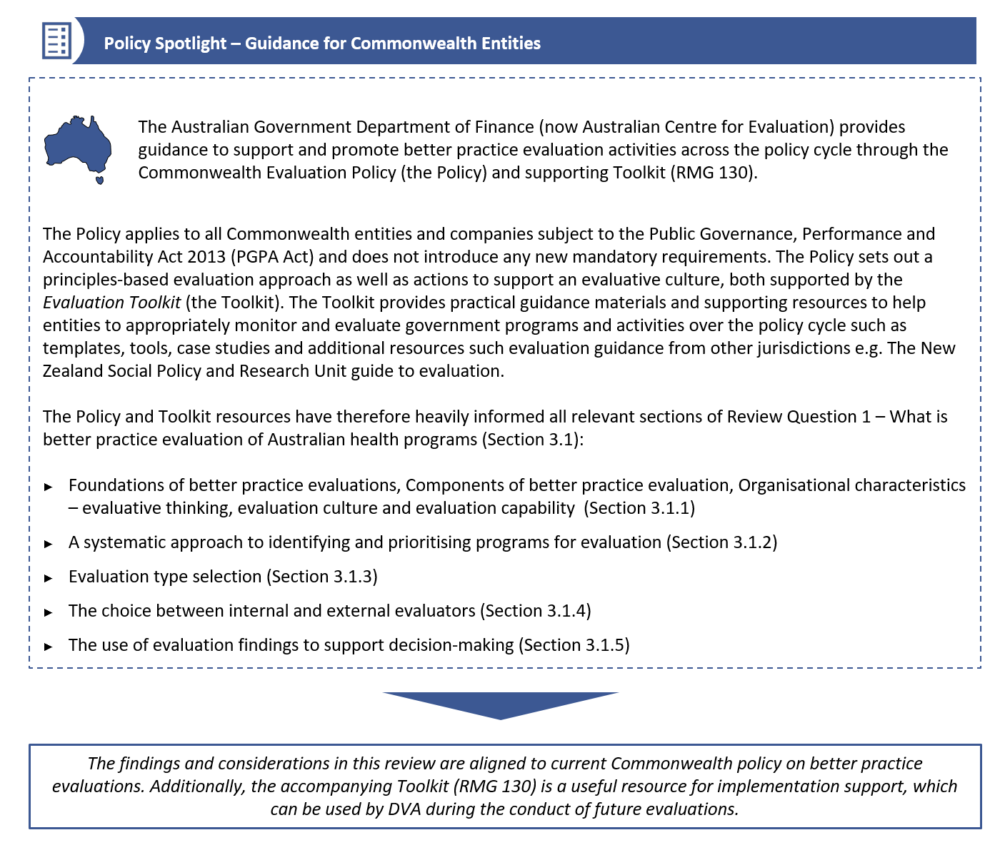 Policy Spotlight – Guidance for Commonwealth Entities
The Australian Government Department of Finance (now Australian Centre for Evaluation) provides
guidance to support and promote better practice evaluation activities across the policy cycle through the
Commonwealth Evaluation Policy (the Policy) and supporting Toolkit (RMG 130).
The Policy applies to all Commonwealth entities and companies subject to the Public Governance, Performance and
Accountability Act 2013 (PGPA Act) and does not introduce any new mandatory requirements. The Policy sets out a
principles-based evaluation approach as well as actions to support an evaluative culture, both supported by the
Evaluation Toolkit (the Toolkit). The Toolkit provides practical guidance materials and supporting resources to help
entities to appropriately monitor and evaluate government programs and activities over the policy cycle such as
templates, tools, case studies and additional resources such evaluation guidance from other jurisdictions e.g. The New
Zealand Social Policy and Research Unit guide to evaluation.
The Policy and Toolkit resources have therefore heavily informed all relevant sections of Review Question 1 – What is
better practice evaluation of Australian health programs (Section 3.1):
► Foundations of better practice evaluations, Components of better practice evaluation, Organisational characteristics
– evaluative thinking, evaluation culture and evaluation capability  (Section 3.1.1)
► A systematic approach to identifying and prioritising programs for evaluation (Section 3.1.2)
► Evaluation type selection (Section 3.1.3)
► The choice between internal and external evaluators (Section 3.1.4)
► The use of evaluation findings to support decision-making (Section 3.1.5)
The findings and considerations in this review are aligned to current Commonwealth policy on better practice
evaluations. Additionally, the accompanying Toolkit (RMG 130) is a useful resource for implementation support, which
can be used by DVA during the conduct of future evaluations.